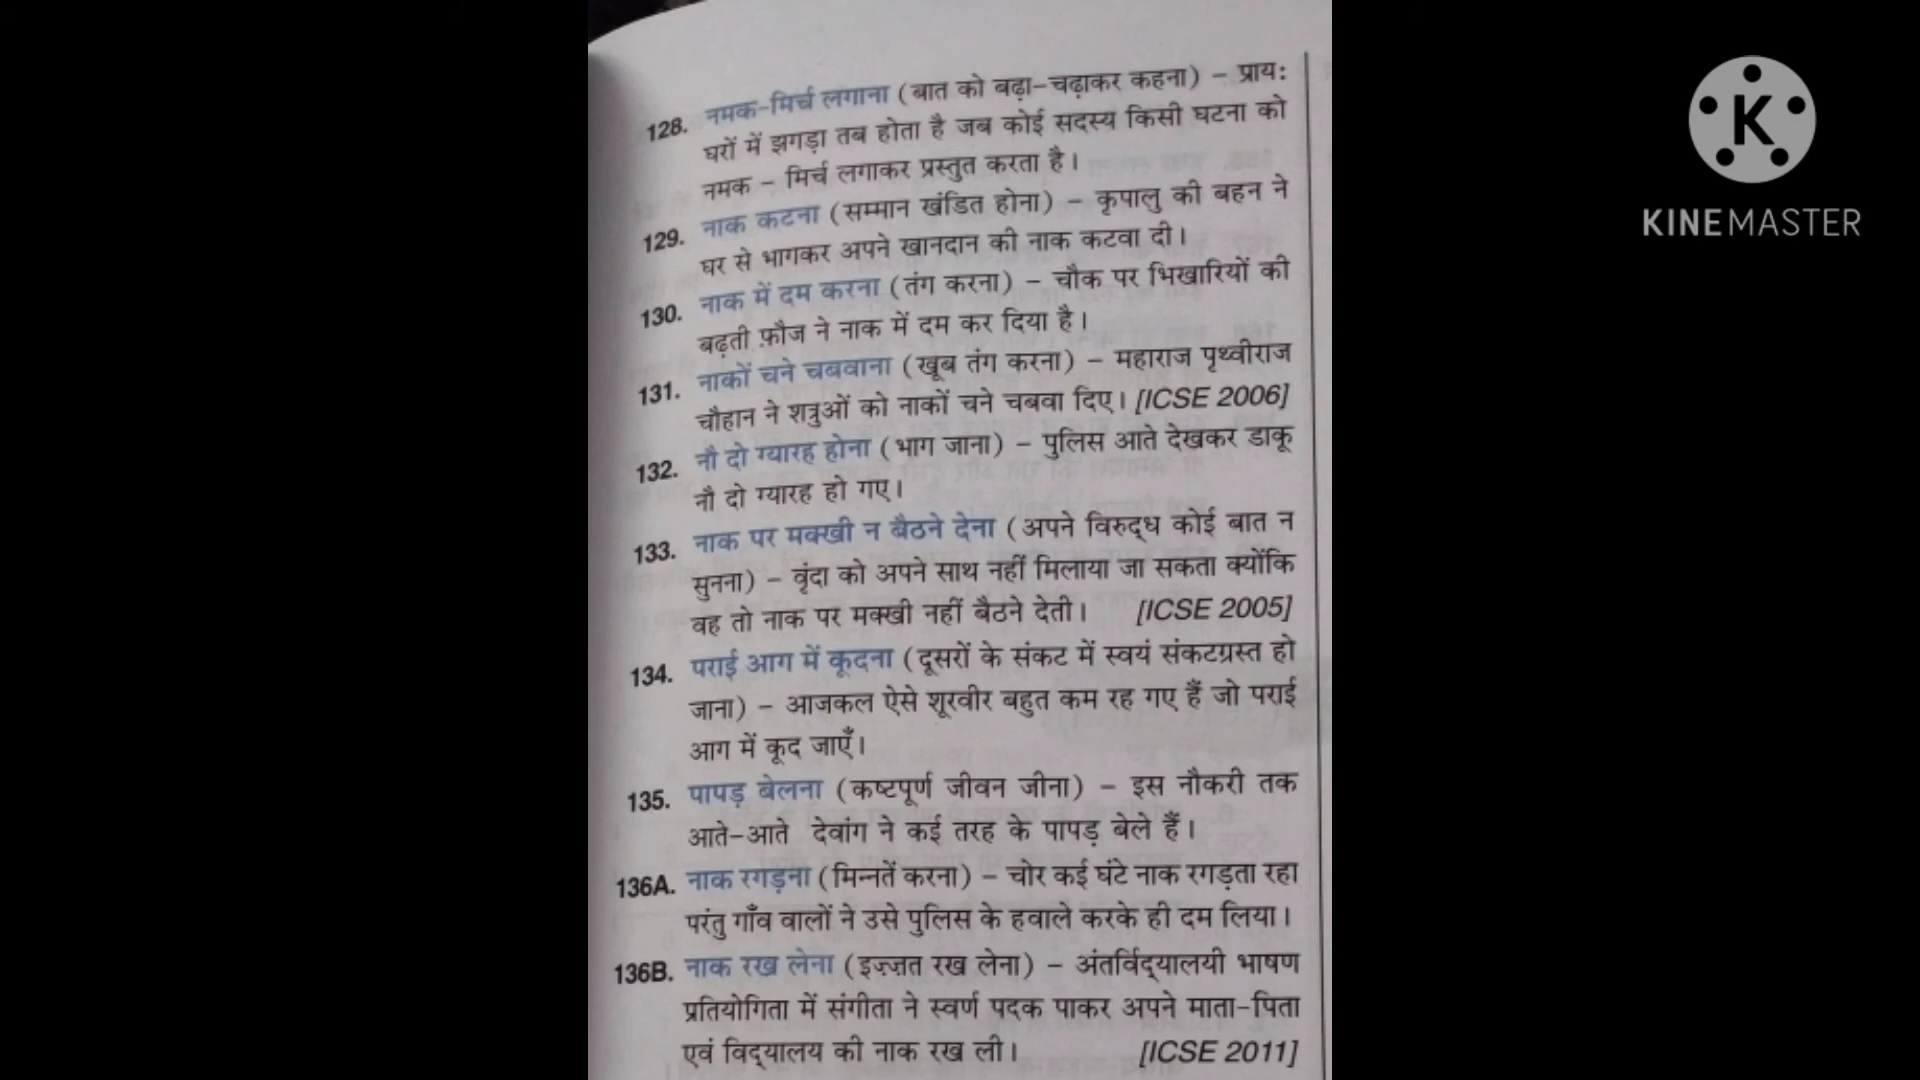 128. नमक-मिर्च लगाना (बात को बढ़ा-चढ़ाकर कहना) – प्राय:
घरों में झगड़ा तब होता है जब कोई सदस्य किसी घटना को
नमक – मिर्च लगाकर प्रस्तुत करता है।
129. नाक कटना (सम्मान खंडित होना) – कृपालु की बहन ने
घर से भागकर अपने खानदान की नाक कटवा दी।
130. नाक में दम करना (तंग करना) – चौक पर भिखारियों की
बढ़ती फ़ौज ने नाक में दम कर दिया है।
131. नाकों चने चबवाना (खूब तंग करना) – महाराज पृथ्वीराज
चौहान ने शत्रुओं को नाकों चने चबवा दिए। [ICSE 2006]
132. नौ दो ग्यारह होना (भाग जाना) – पुलिस आते देखकर डाकू
नौ दो ग्यारह हो गए।
133. नाक पर मक्खी न बैठने देना (अपने विरुद्ध कोई बात न
सुनना) – वृंदा को अपने साथ नहीं मिलाया जा सकता क्योंकि
वह तो नाक पर मक्खी नहीं बैठने देती। [ICSE 2005]
134. पराई आग में कूदना (दूसरों के संकट में स्वयं संकटग्रस्त हो
जाना) – आजकल ऐसे शूरवीर बहुत कम रह गए हैं जो पराई
आग में कूद जाएँ।
135. पापड़ बेलना (कष्टपूर्ण जीवन जीना) – इस नौकरी तक
आते-आते देवांग ने कई तरह के पापड़ बेले हैं।
136A. नाक रगड़ना (मिन्नतें करना) – चोर कई घंटे नाक रगड़ता रहा
परंतु गाँव वालों ने उसे पुलिस के हवाले करके ही दम लिया।
136B. नाक रख लेना (इज़्ज़त रख लेना) – अंतर्विद्यालयी भाषण
प्रतियोगिता में संगीता ने स्वर्ण पदक पाकर अपने माता-पिता
एवं विद्यालय की नाक रख ली। [ICSE 2011]
K
KINEMASTER